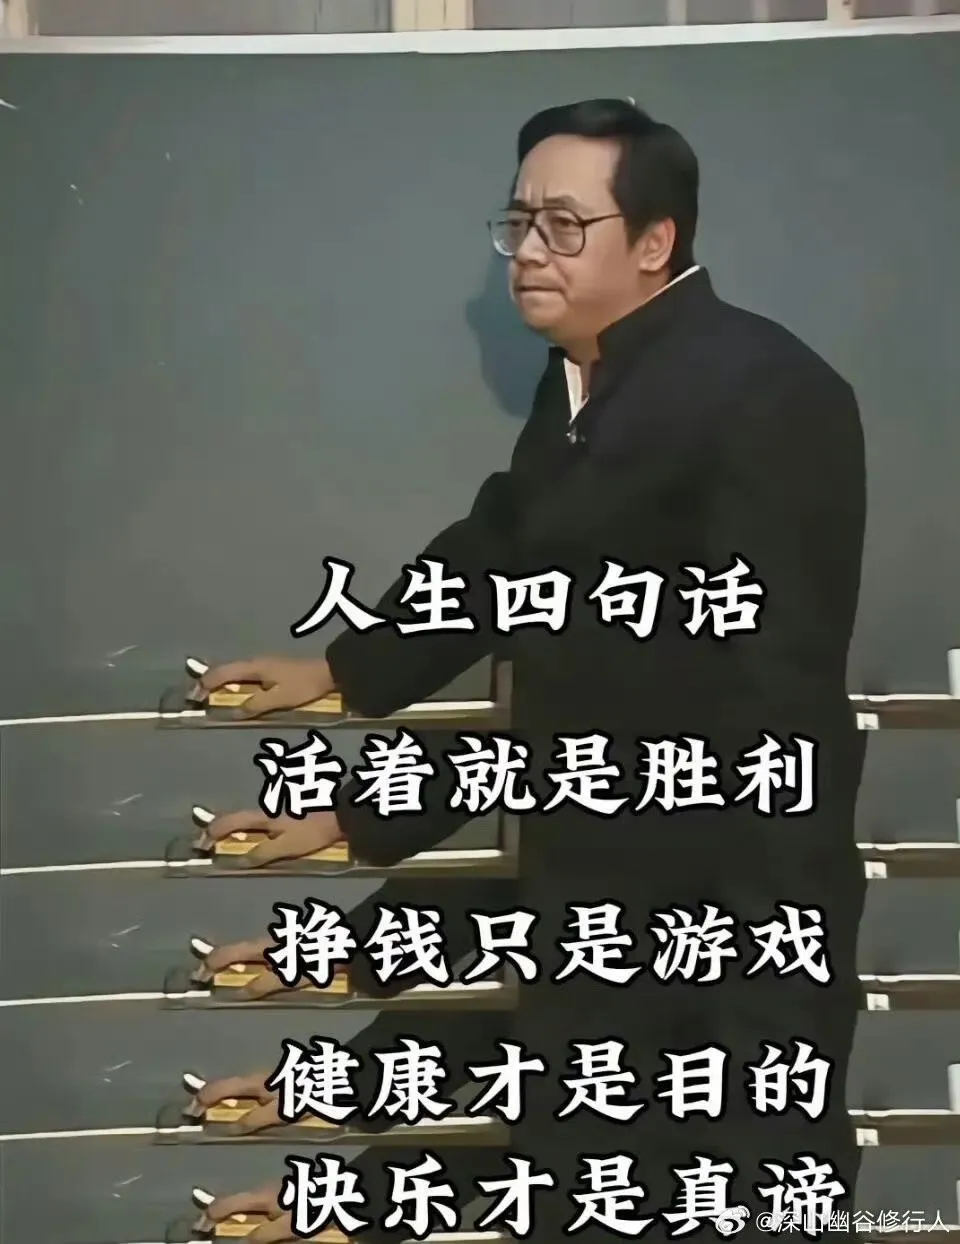 人生四句话
活着就是胜利
挣钱只是游戏
健康才是目的
快乐才是真谛
@深山幽谷修行人